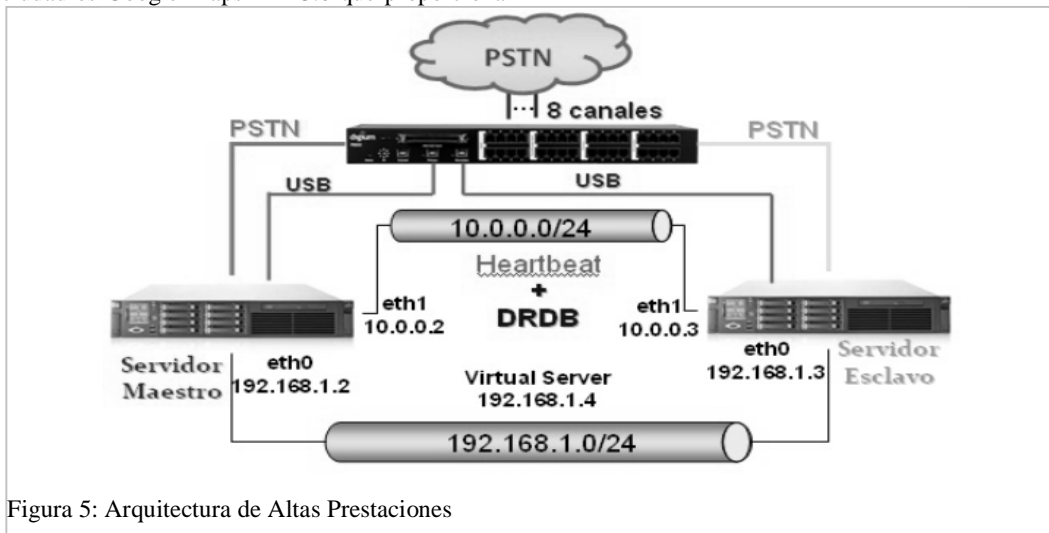 PSTN
8 canales
PSTN
digium
PSTN
USB
USB
10.0.0.0/24
Heartbeat
+
DRDB
eth1
10.0.0.2
eth1
10.0.0.3
Servidor
Maestro
eth0
192.168.1.2
Virtual Server
192.168.1.4
eth0
192.168.1.3
Servidor
Esclavo
192.168.1.0/24
Figura 5: Arquitectura de Altas Prestaciones